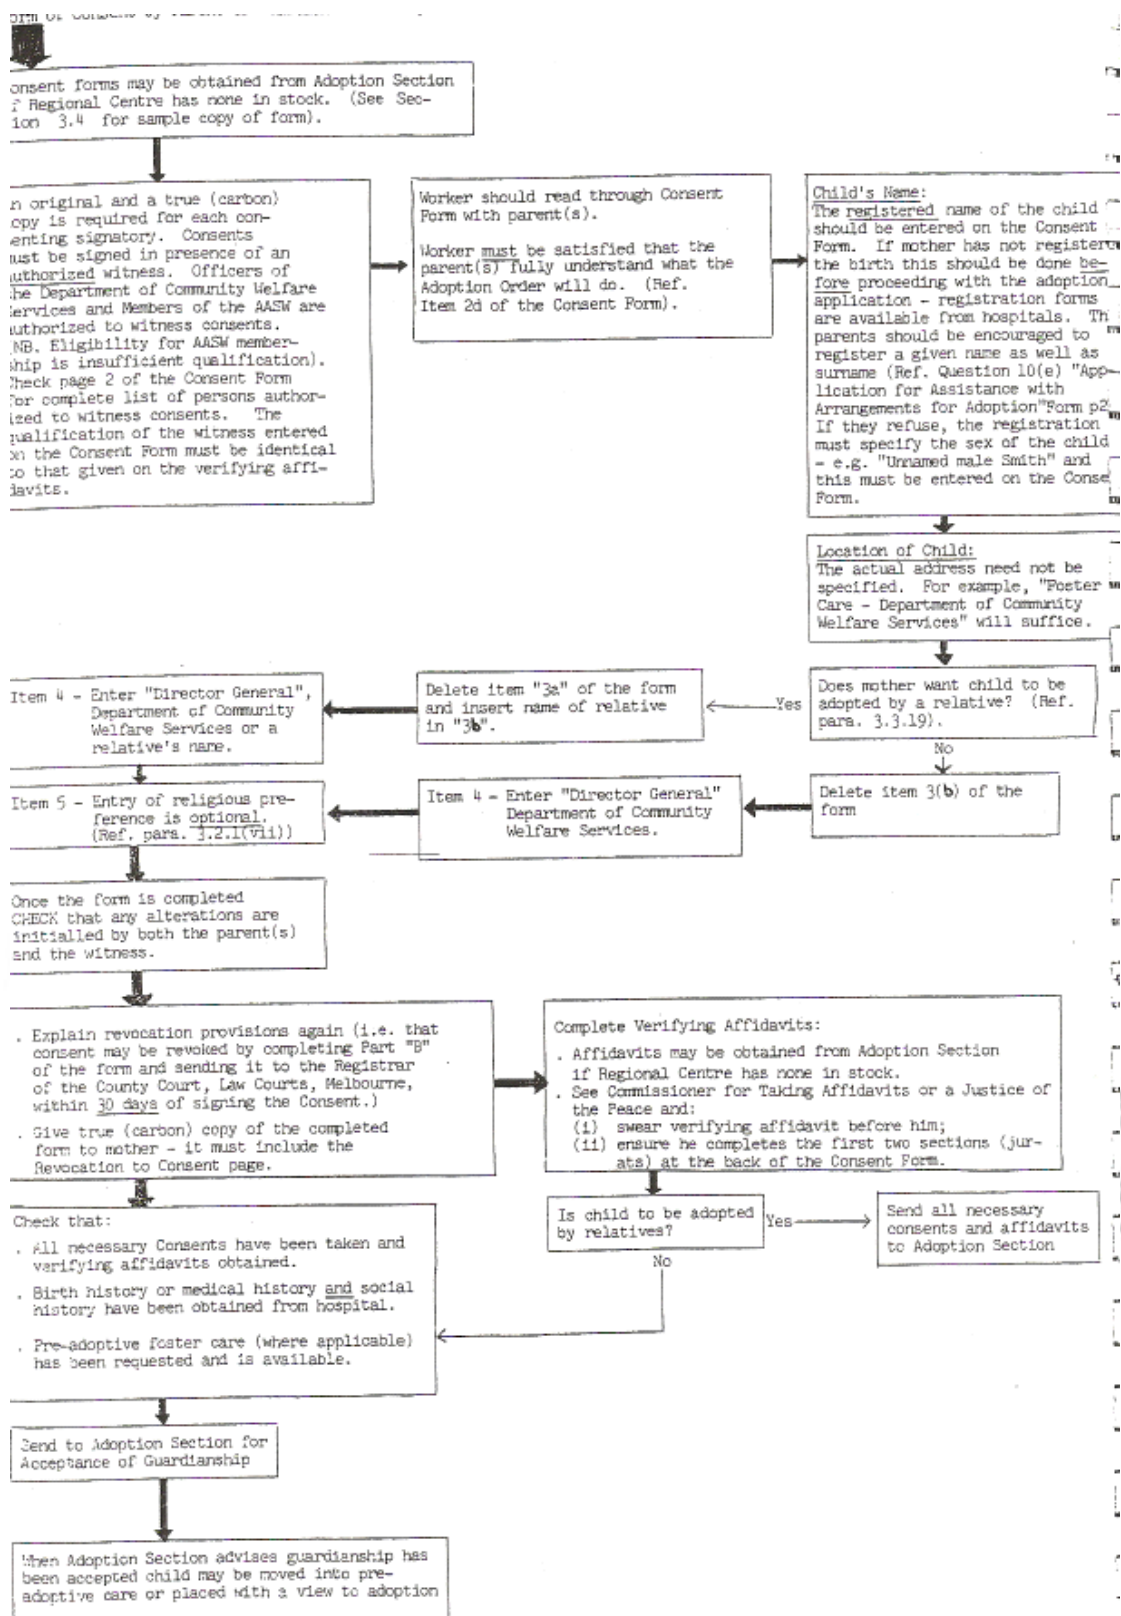 onsent forms may be obtained from Adoption Section
f Regional Centre has none in stock. (See Sec-
ion 3.4 for sample copy of form).
n original and a true (carbon)
opy is required for each con-
enting signatory. Consents
ust be signed in presence of an
uthorized witness. Officers of
he Department of Community Welfare
ervices and Members of the AASW are
uthorized to witness consents.
NB. Eligibility for AASW member-
hip is insufficient qualification).
heck page 2 of the Consent Form
or complete list of persons author-
ized to witness consents. The
qualification of the witness entered
on the Consent Form must be identical
to that given on the verifying affi-
davits.
Worker should read through Consent
Form with parent(s).
Worker must be satisfied that the
parent(s) fully understand what the
Adoption Order will do. (Ref.
Item 2d of the Consent Form).
Child's Name:
The registered name of the child
should be entered on the Consent
Form. If mother has not registere
the birth this should be done be-
fore proceeding with the adoption
application - registration forms
are available from hospitals. Th
parents should be encouraged to
register a given name as well as
surname (Ref. Question 10(e) "App-
lication for Assistance with
Arrangements for Adoption"Form p2
If they refuse, the registration
must specify the sex of the child
- e.g. "Unnamed male Smith" and
this must be entered on the Conse
Form.
Location of Child:
The actual address need not be
specified. For example, "Foster
Care - Department of Community
Welfare Services" will suffice.
Does mother want child to be
adopted by a relative? (Ref.
para. 3.3.19).
Yes
Delete item "3a" of the form
and insert name of relative
in "3b".
Item 4 - Enter "Director General",
Department of Community
Welfare Services or a
relative's name.
No
Delete item 3(b) of the
form
Item 4 - Enter "Director General"
Department of Community
Welfare Services.
Item 5 - Entry of religious pre-
ference is optional.
(Ref. para. 3.2.1(vii))
Once the form is completed
CHECK that any alterations are
initialled by both the parent(s)
and the witness.
. Explain revocation provisions again (i.e. that
consent may be revoked by completing Part "B"
of the form and sending it to the Registrar
of the County Court, Law Courts, Melbourne,
within 30 days of signing the Consent.)
. Give true (carbon) copy of the completed
form to mother - it must include the
Revocation to Consent page.
Complete Verifying Affidavits:
. Affidavits may be obtained from Adoption Section
if Regional Centre has none in stock.
. See Commissioner for Taking Affidavits or a Justice of
the Peace and:
(i) swear verifying affidavit before him;
(ii) ensure he completes the first two sections (jur-
ats) at the back of the Consent Form.
Is child to be adopted
by relatives?
Yes
Send all necessary
consents and affidavits
to Adoption Section
No
Check that:
. All necessary Consents have been taken and
verifying affidavits obtained.
. Birth history or medical history and social
history have been obtained from hospital.
. Pre-adoptive foster care (where applicable)
has been requested and is available.
Send to Adoption Section for
Acceptance of Guardianship
When Adoption Section advises guardianship has
been accepted child may be moved into pre-
adoptive care or placed with a view to adoption